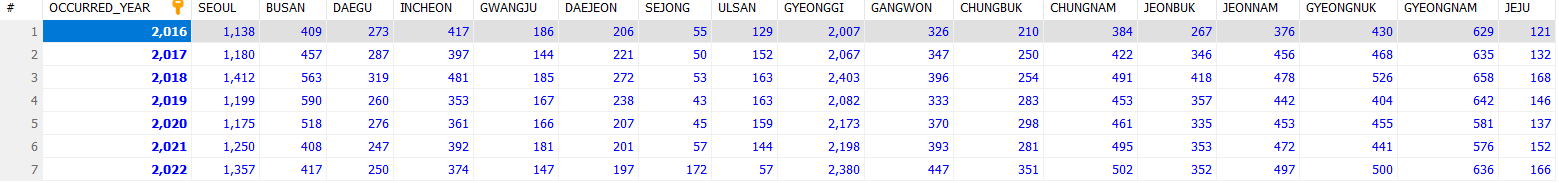 # OCCURRED_YEAR SEOUL BUSAN DAEGU INCHEON GWANGJU DAEJEON SEJONG ULSAN GYEONGGI GANGWON CHUNGBUK CHUNGNAM JEONBUK JEONNAM GYEONGNUK GYEONGNAM JEJU
1 2,016 1,138 409 273 417 186 206 55 129 2,007 326 210 384 267 376 430 629 121
2 2,017 1,180 457 287 397 144 221 50 152 2,067 347 250 422 346 456 468 635 132
3 2,018 1,412 563 319 481 185 272 53 163 2,403 396 254 491 418 478 526 658 168
4 2,019 1,199 590 260 353 167 238 43 163 2,082 333 283 453 357 442 404 642 146
5 2,020 1,175 518 276 361 166 207 45 159 2,173 370 298 461 335 453 455 581 137
6 2,021 1,250 408 247 392 181 201 57 144 2,198 393 281 495 353 472 441 576 152
7 2,022 1,357 417 250 374 147 197 172 57 2,380 447 351 502 352 497 500 636 166